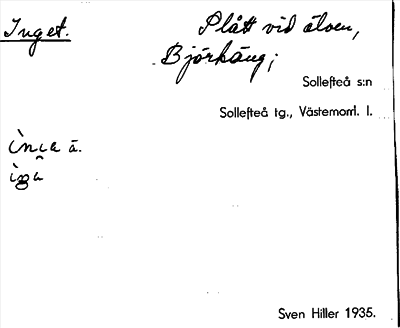 Inget.
Plått vid älven,
Björkäng;
Sollefteå s:n
Sollefteå tg., Västernorrl. l.
Sven Hiller 1935.